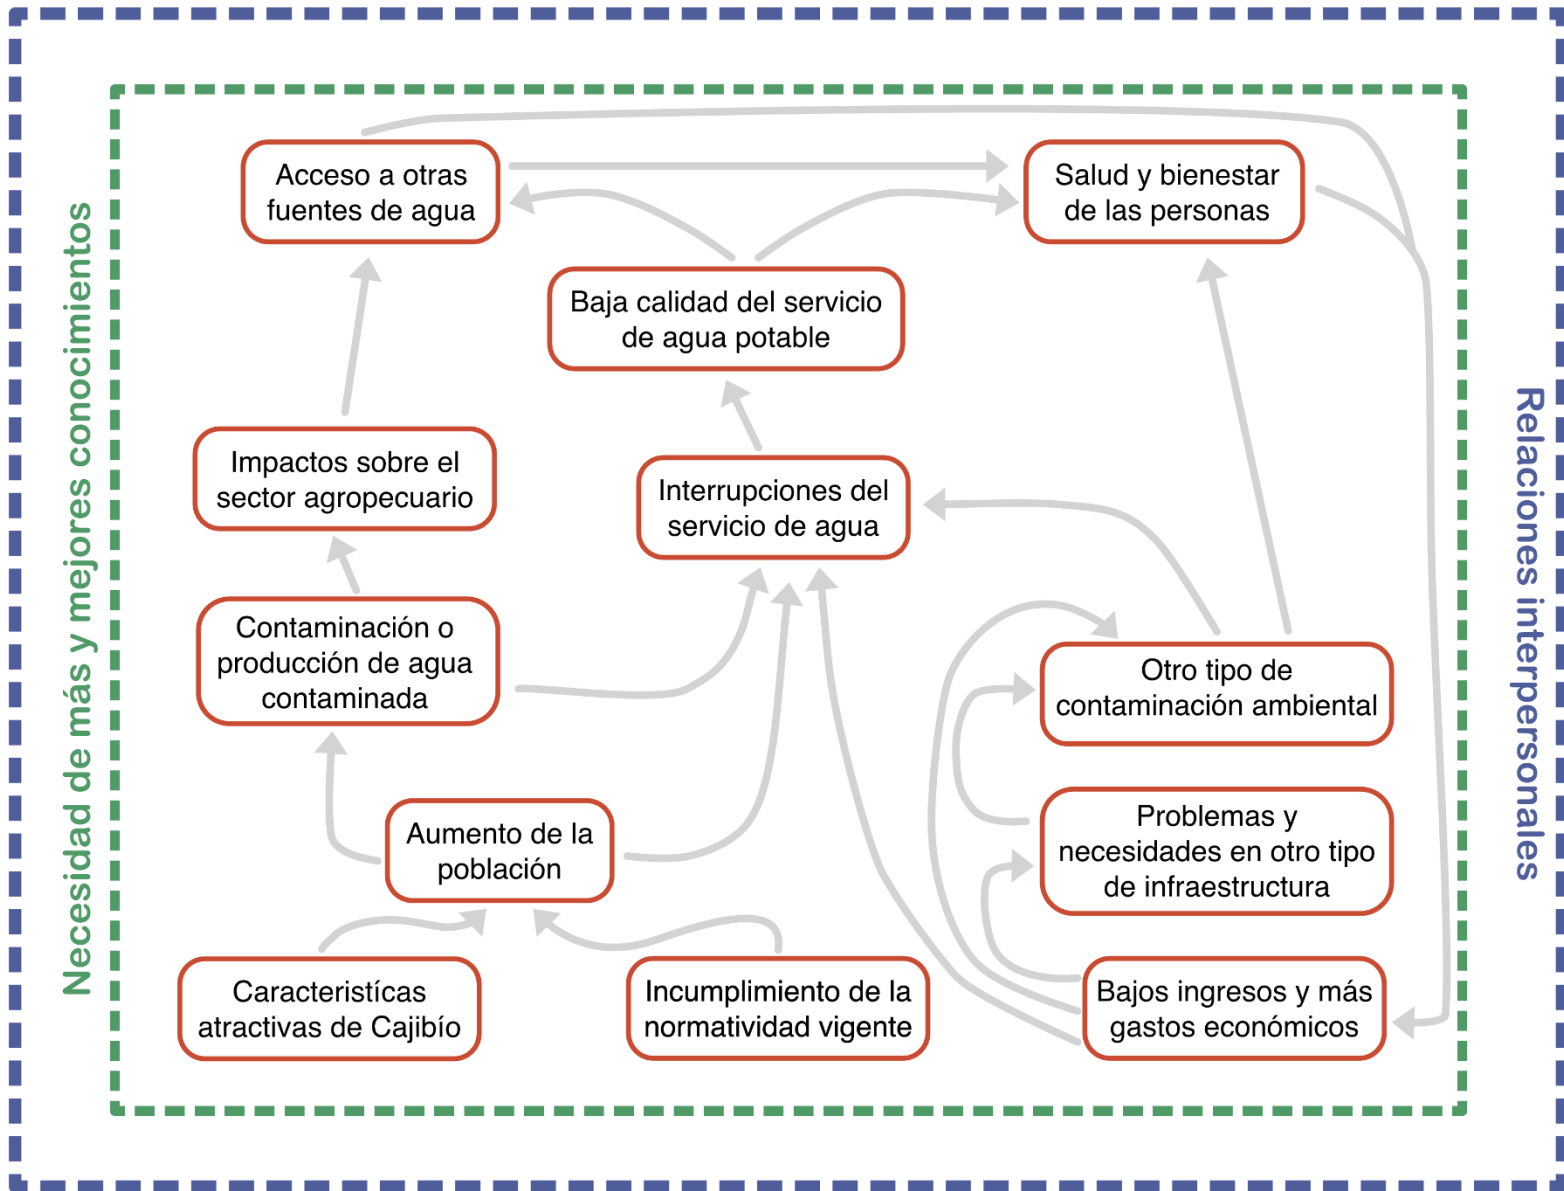 Acceso a otras
fuentes de agua
Salud y bienestar
de las personas
Baja calidad del servicio
de agua potable
Impactos sobre el
sector agropecuario
Interrupciones del
servicio de agua
Contaminación o
producción de agua
contaminada
Otro tipo de
contaminación ambiental
Aumento de la
población
Problemas y
necesidades en otro tipo
de infraestructura
Caracteristícas
atractivas de Cajibío
Incumplimiento de la
normatividad vigente
Bajos ingresos y más
gastos económicos
Necesidad de más y mejores conocimientos
Relaciones interpersonales